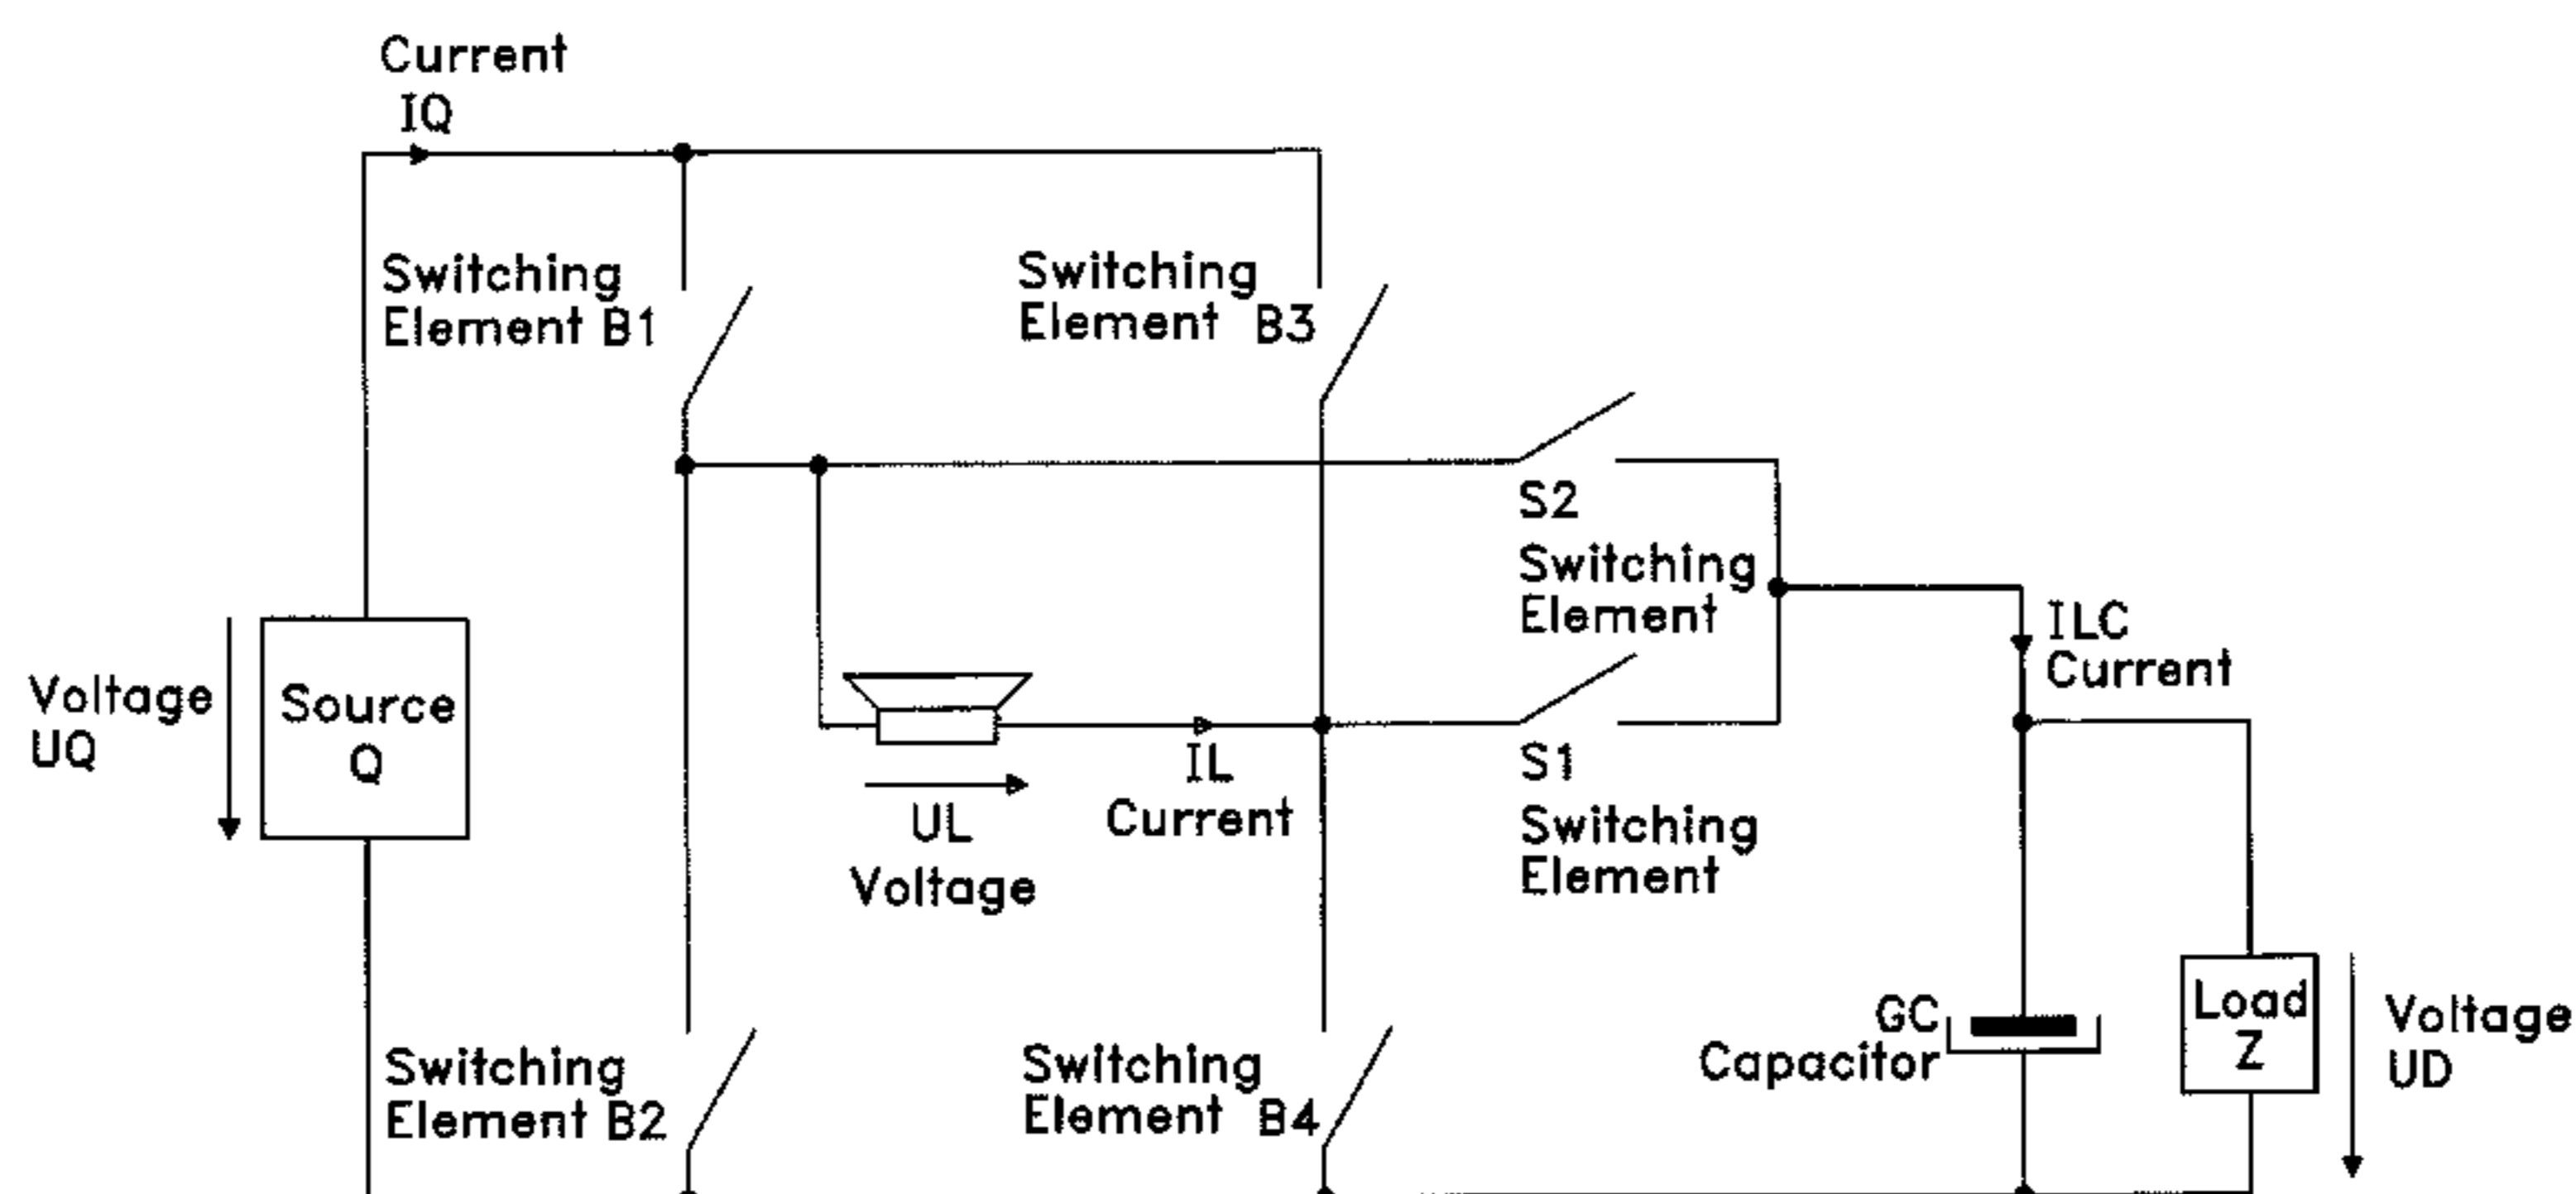 Current
IQ
Switching
Element B1
Switching
Element B3
S2
Switching
Element
ILC
Current
Voltage
UQ
Source
Q
IL
Current
UL
Voltage
S1
Switching
Element
GC
Capacitor
Load
Z
Voltage
UD
Switching
Element B2
Switching
Element B4